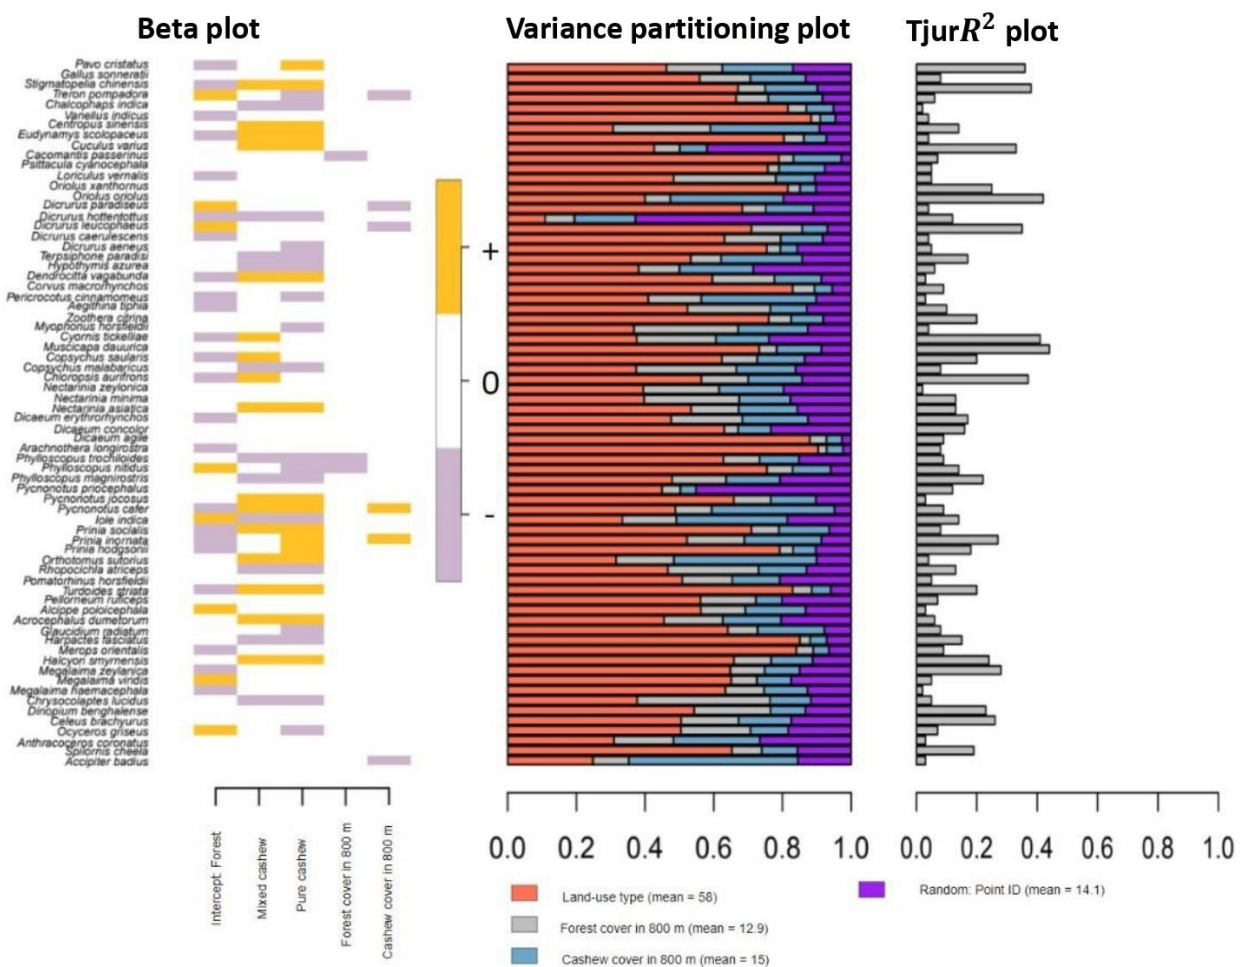 Beta plot
Variance partitioning plot
TjurR² plot
Pavo cristatus
Gallus sonneratii
Stigmatopelia chinensis
Treron pompadora
Chalcophaps indica
Vanellus indicus
Centropus sinensis
Eudynamys scolopaceus
Cuculus varius
Cacomantis passerinus
Psittacula cyanocephala
Loriculus vernalis
Oriolus xanthornus
Oriolus oriolus
Dicrurus paradiseus
Dicrurus hottentottus
Dicrurus leucophaeus
Dicrurus caerulescens
Dicrurus aeneus
Terpsiphone paradisi
Hypothymis azurea
Dendrocitta vagabunda
Corvus macrorhynchos
Pericrocotus cinnamomeus
Aegithina tiphia
Zoothera citrina
Myophonus horsfieldii
Cyornis tickelliae
Muscicapa dauurica
Copsychus saularis
Copsychus malabaricus
Chloropsis aurifrons
Nectarinia zeylonica
Nectarinia minima
Nectarinia asiatica
Dicaeum erythrorhynchos
Dicaeum concolor
Dicaeum agile
Arachnothera longirostra
Phylloscopus trochiloides
Phylloscopus nitidus
Phylloscopus magnirostris
Pycnonotus priocephalus
Pycnonotus jocosus
Pycnonotus cafer
Iole indica
Prinia socialis
Prinia inornata
Prinia hodgsonii
Orthotomus sutorius
Rhopocichla atriceps
Pomatorhinus horsfieldii
Turdoides striata
Pellorneum ruficeps
Alcippe poioicephala
Acrocephalus dumetorum
Glaucidium radiatum
Harpactes fasciatus
Merops orientalis
Halcyon smyrnensis
Megalaima zeylanica
Megalaima viridis
Megalaima haemacephala
Chrysocolaptes lucidus
Dinopium benghalense
Celeus brachyurus
Ocyceros griseus
Anthracoceros coronatus
Spilornis cheela
Accipiter badius
+
0
-
Intercept: Forest
Mixed cashew
Pure cashew
Forest cover in 800 m
Cashew cover in 800 m
0.0 0.2 0.4 0.6 0.8 1.0
0.0 0.2 0.4 0.6 0.8 1.0
Land-use type (mean = 58)
Forest cover in 800 m (mean = 12.9)
Cashew cover in 800 m (mean = 15)
Random: Point ID (mean = 14.1)